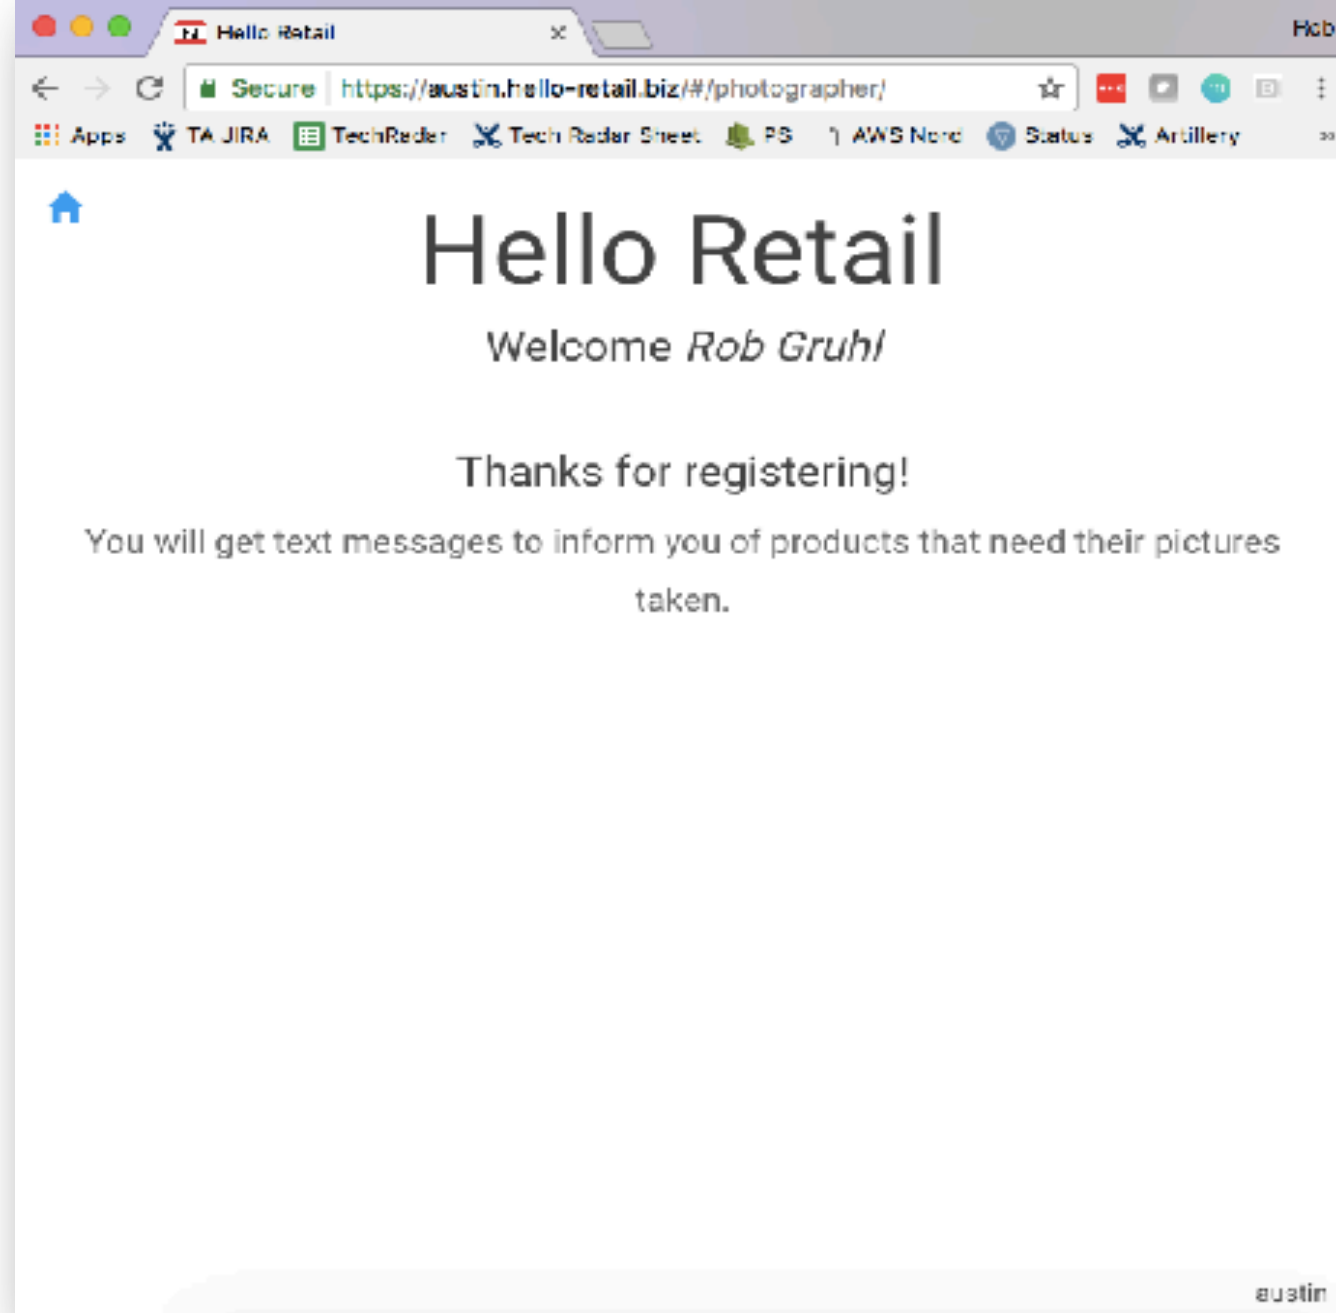 Hello Retail
Rob
Secure https://austin.hello-retail.biz/#/photographer/
Apps TA JIRA TechRadar Tech Radar Sheet PS AWS Nord Status Artillery
Hello Retail
Welcome Rob Gruhl
Thanks for registering!
You will get text messages to inform you of products that need their pictures
taken.
austin